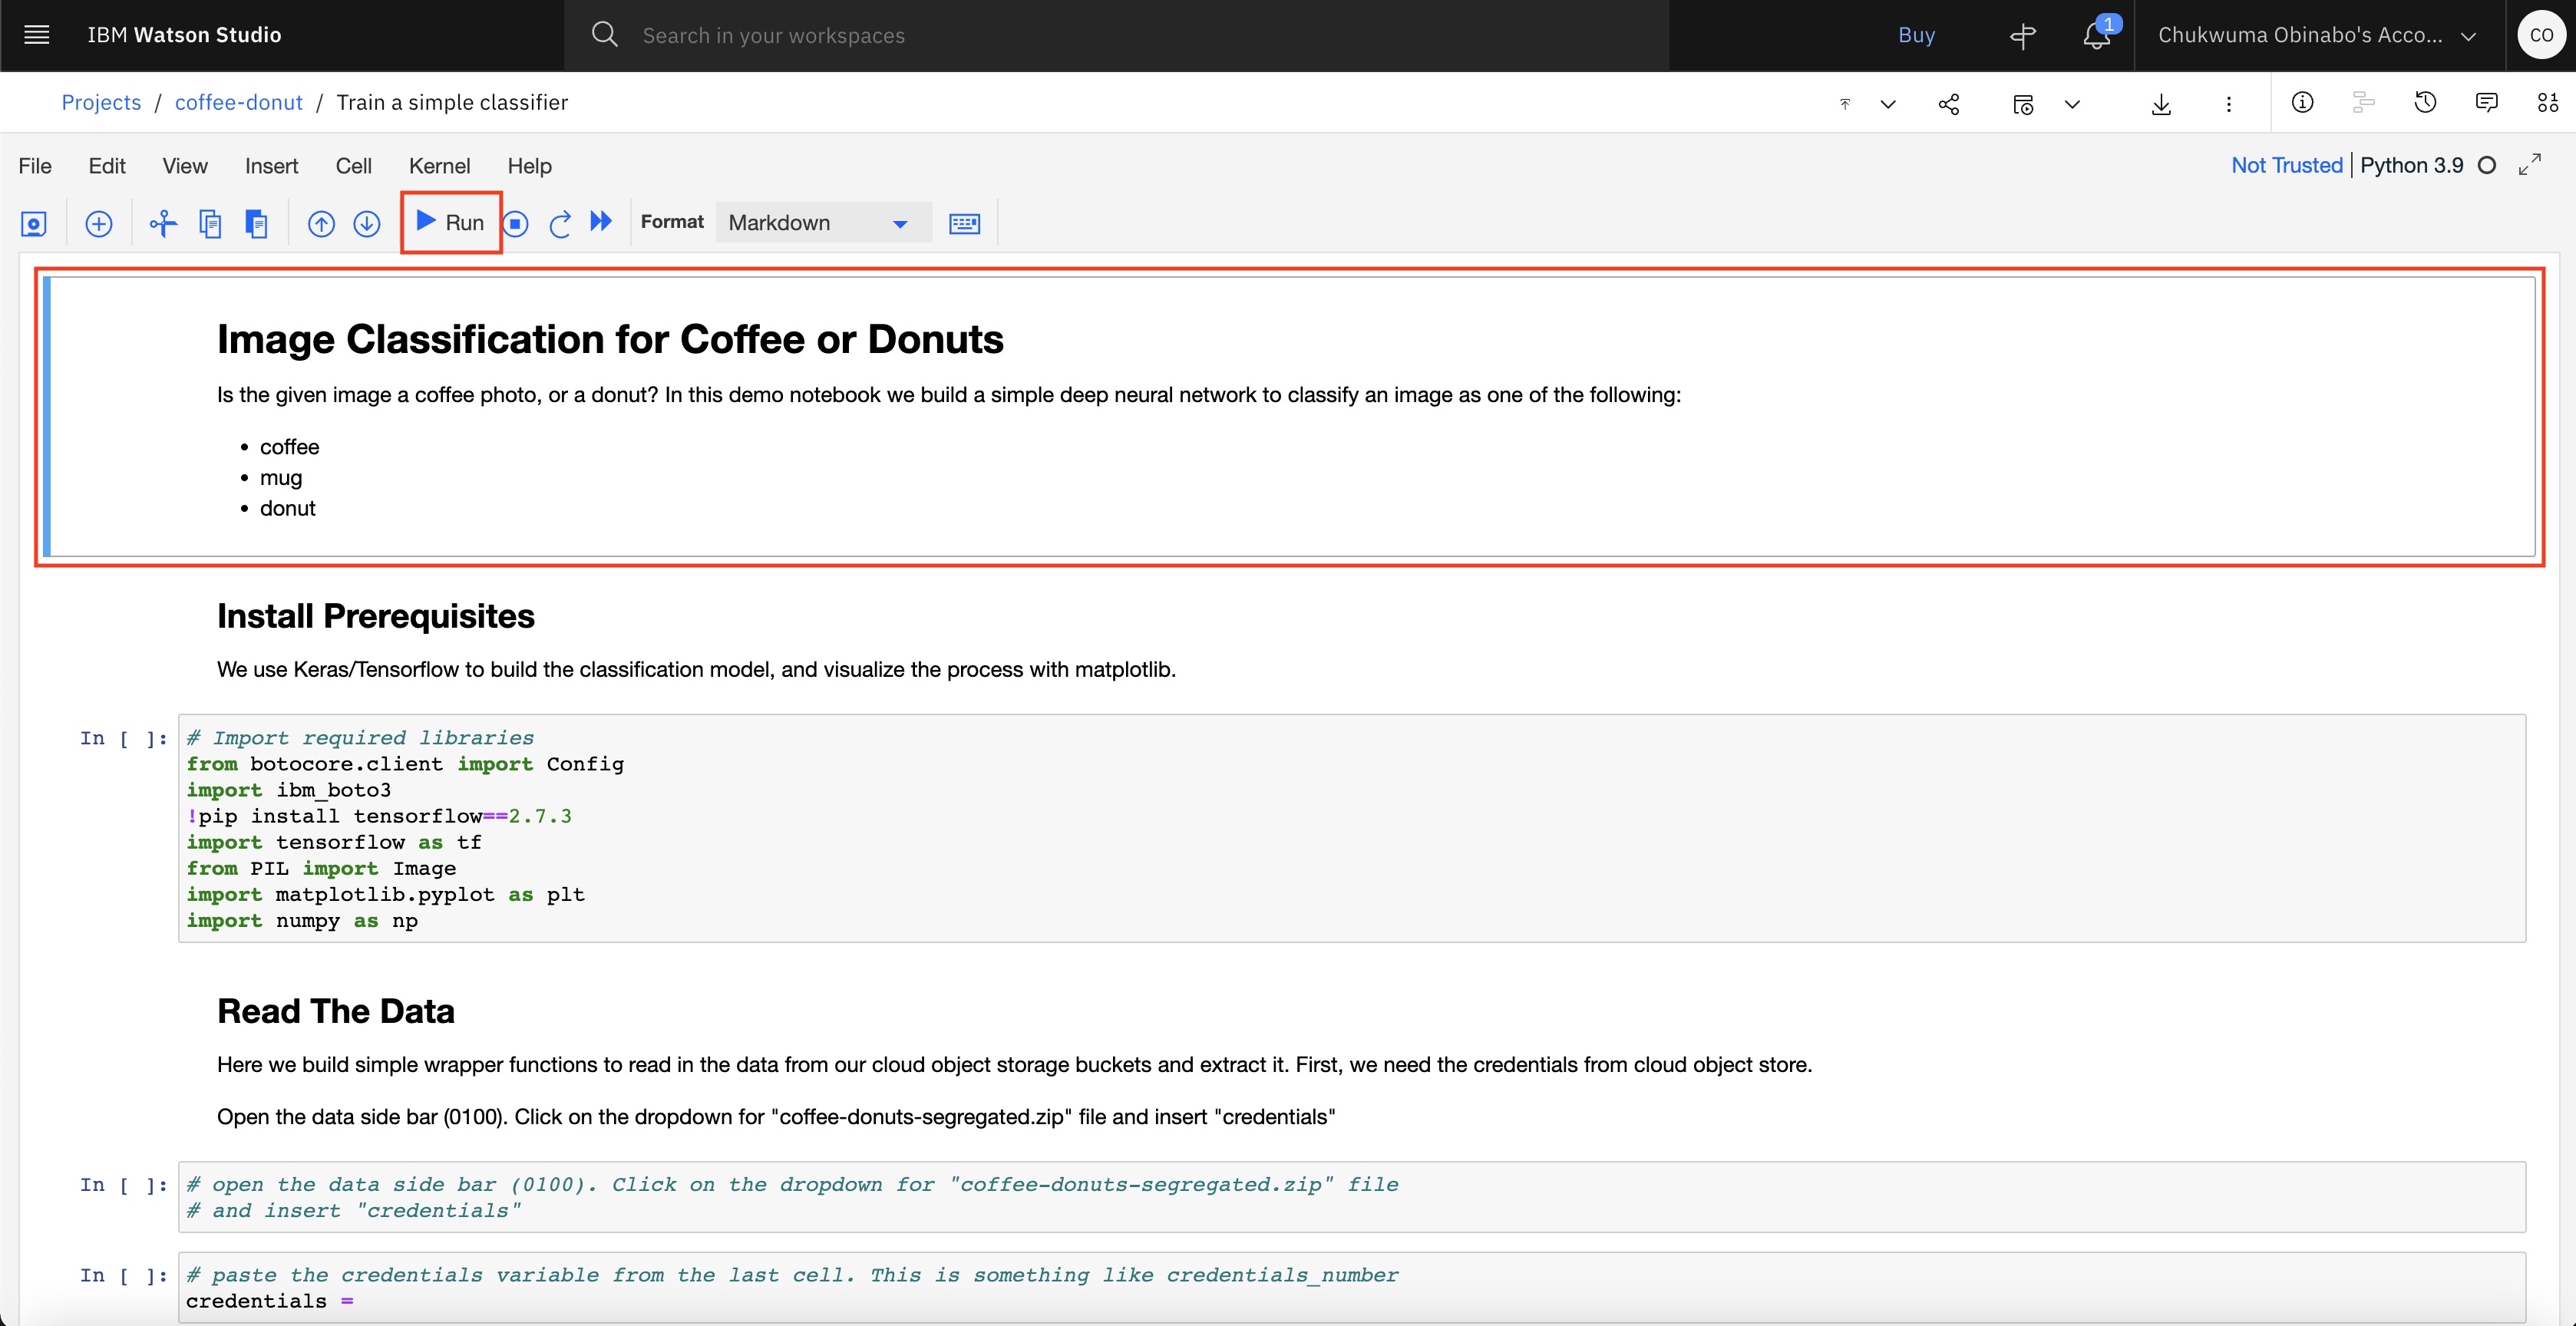 IBM Watson Studio
Search in your workspaces
Buy
1
Chukwuma Obinabo's Acco...
CO
Projects / coffee-donut / Train a simple classifier
File Edit View Insert Cell Kernel Help
Not Trusted | Python 3.9
Run
Format
Markdown
Image Classification for Coffee or Donuts
Is the given image a coffee photo, or a donut? In this demo notebook we build a simple deep neural network to classify an image as one of the following:
• coffee
• mug
• donut
Install Prerequisites
We use Keras/Tensorflow to build the classification model, and visualize the process with matplotlib.
In [ ]:
# Import required libraries
from botocore.client import Config
import ibm_boto3
!pip install tensorflow==2.7.3
import tensorflow as tf
from PIL import Image
import matplotlib.pyplot as plt
import numpy as np
Read The Data
Here we build simple wrapper functions to read in the data from our cloud object storage buckets and extract it. First, we need the credentials from cloud object store.
Open the data side bar (0100). Click on the dropdown for "coffee-donuts-segregated.zip" file and insert "credentials"
In [ ]:
# open the data side bar (0100). Click on the dropdown for "coffee-donuts-segregated.zip" file
# and insert "credentials"
In [ ]:
# paste the credentials variable from the last cell. This is something like credentials_number
credentials =